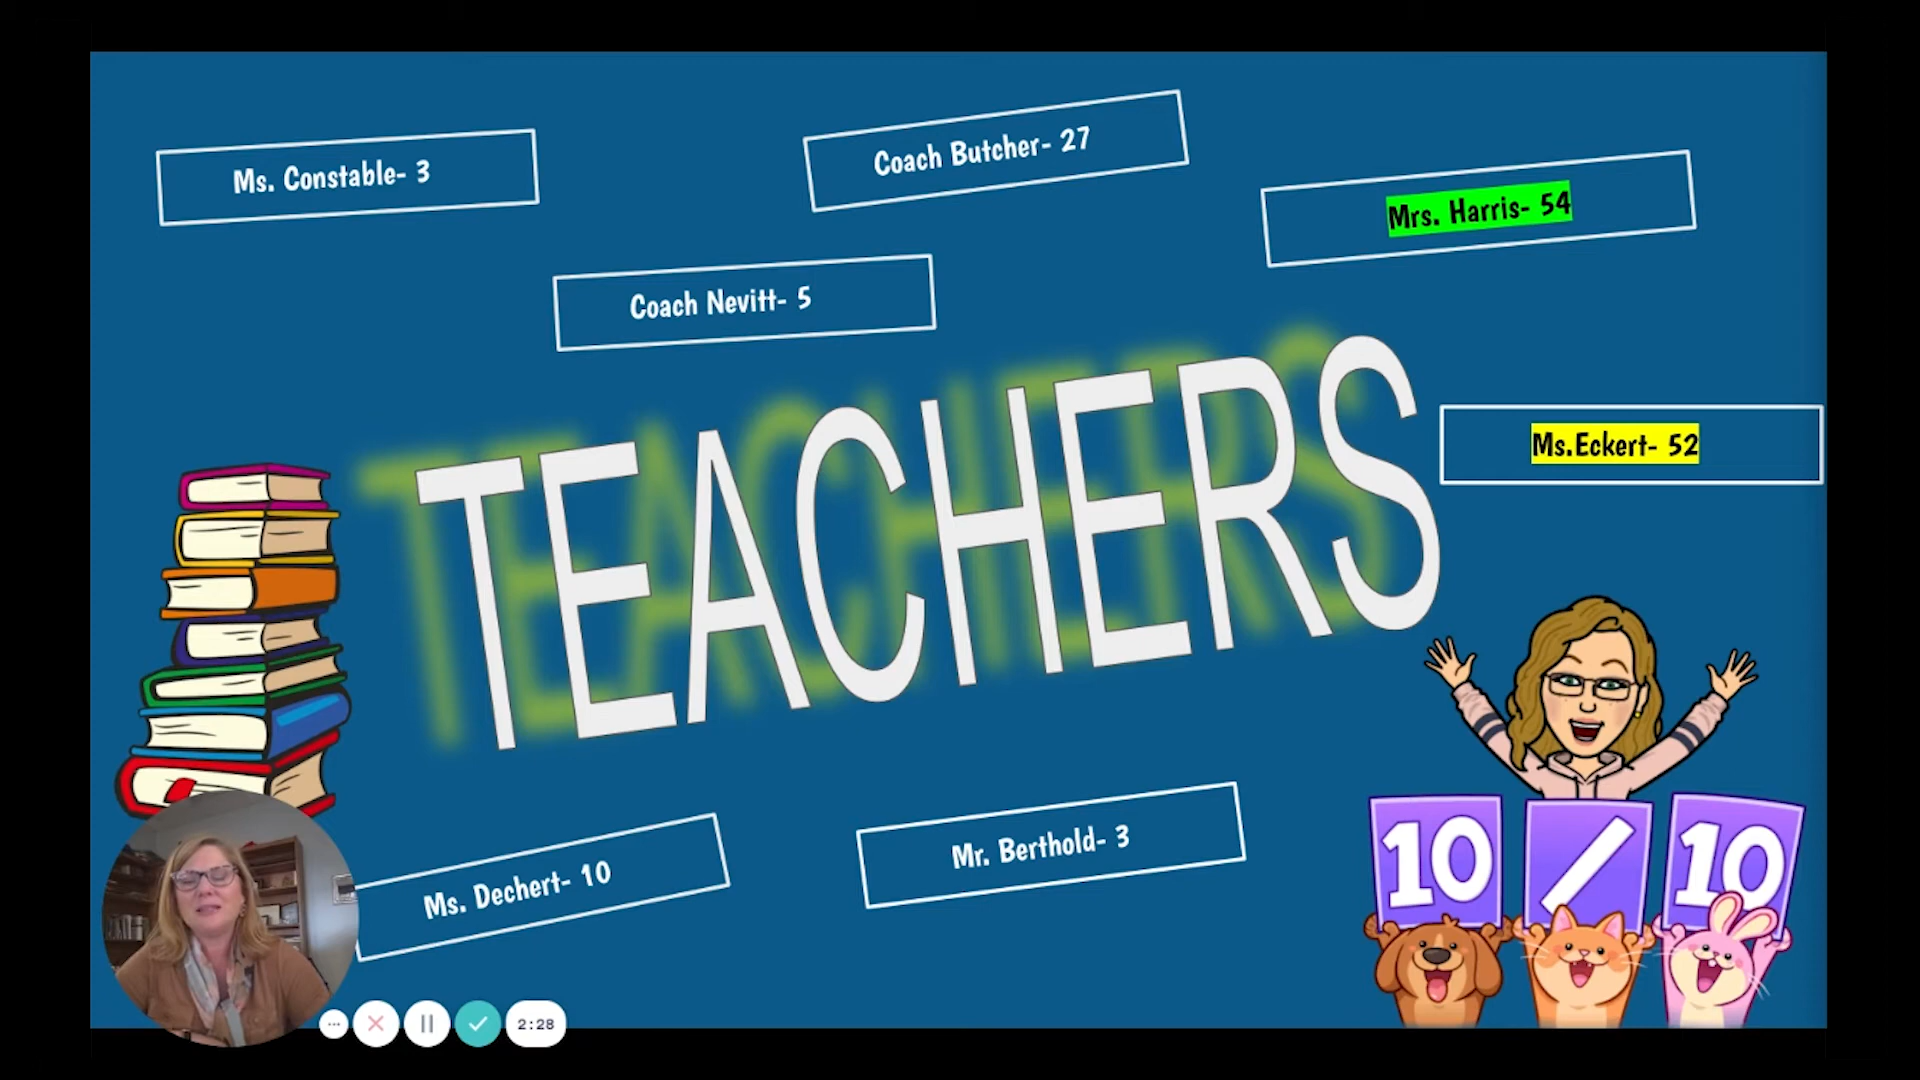 Ms. Constable- 3
Coach Butcher- 27
Mrs. Harris- 54
Coach Nevitt- 5
TEACHERS
Ms.Eckert- 52
Ms. Dechert- 10
Mr. Berthold- 3
10 / 10
2:28